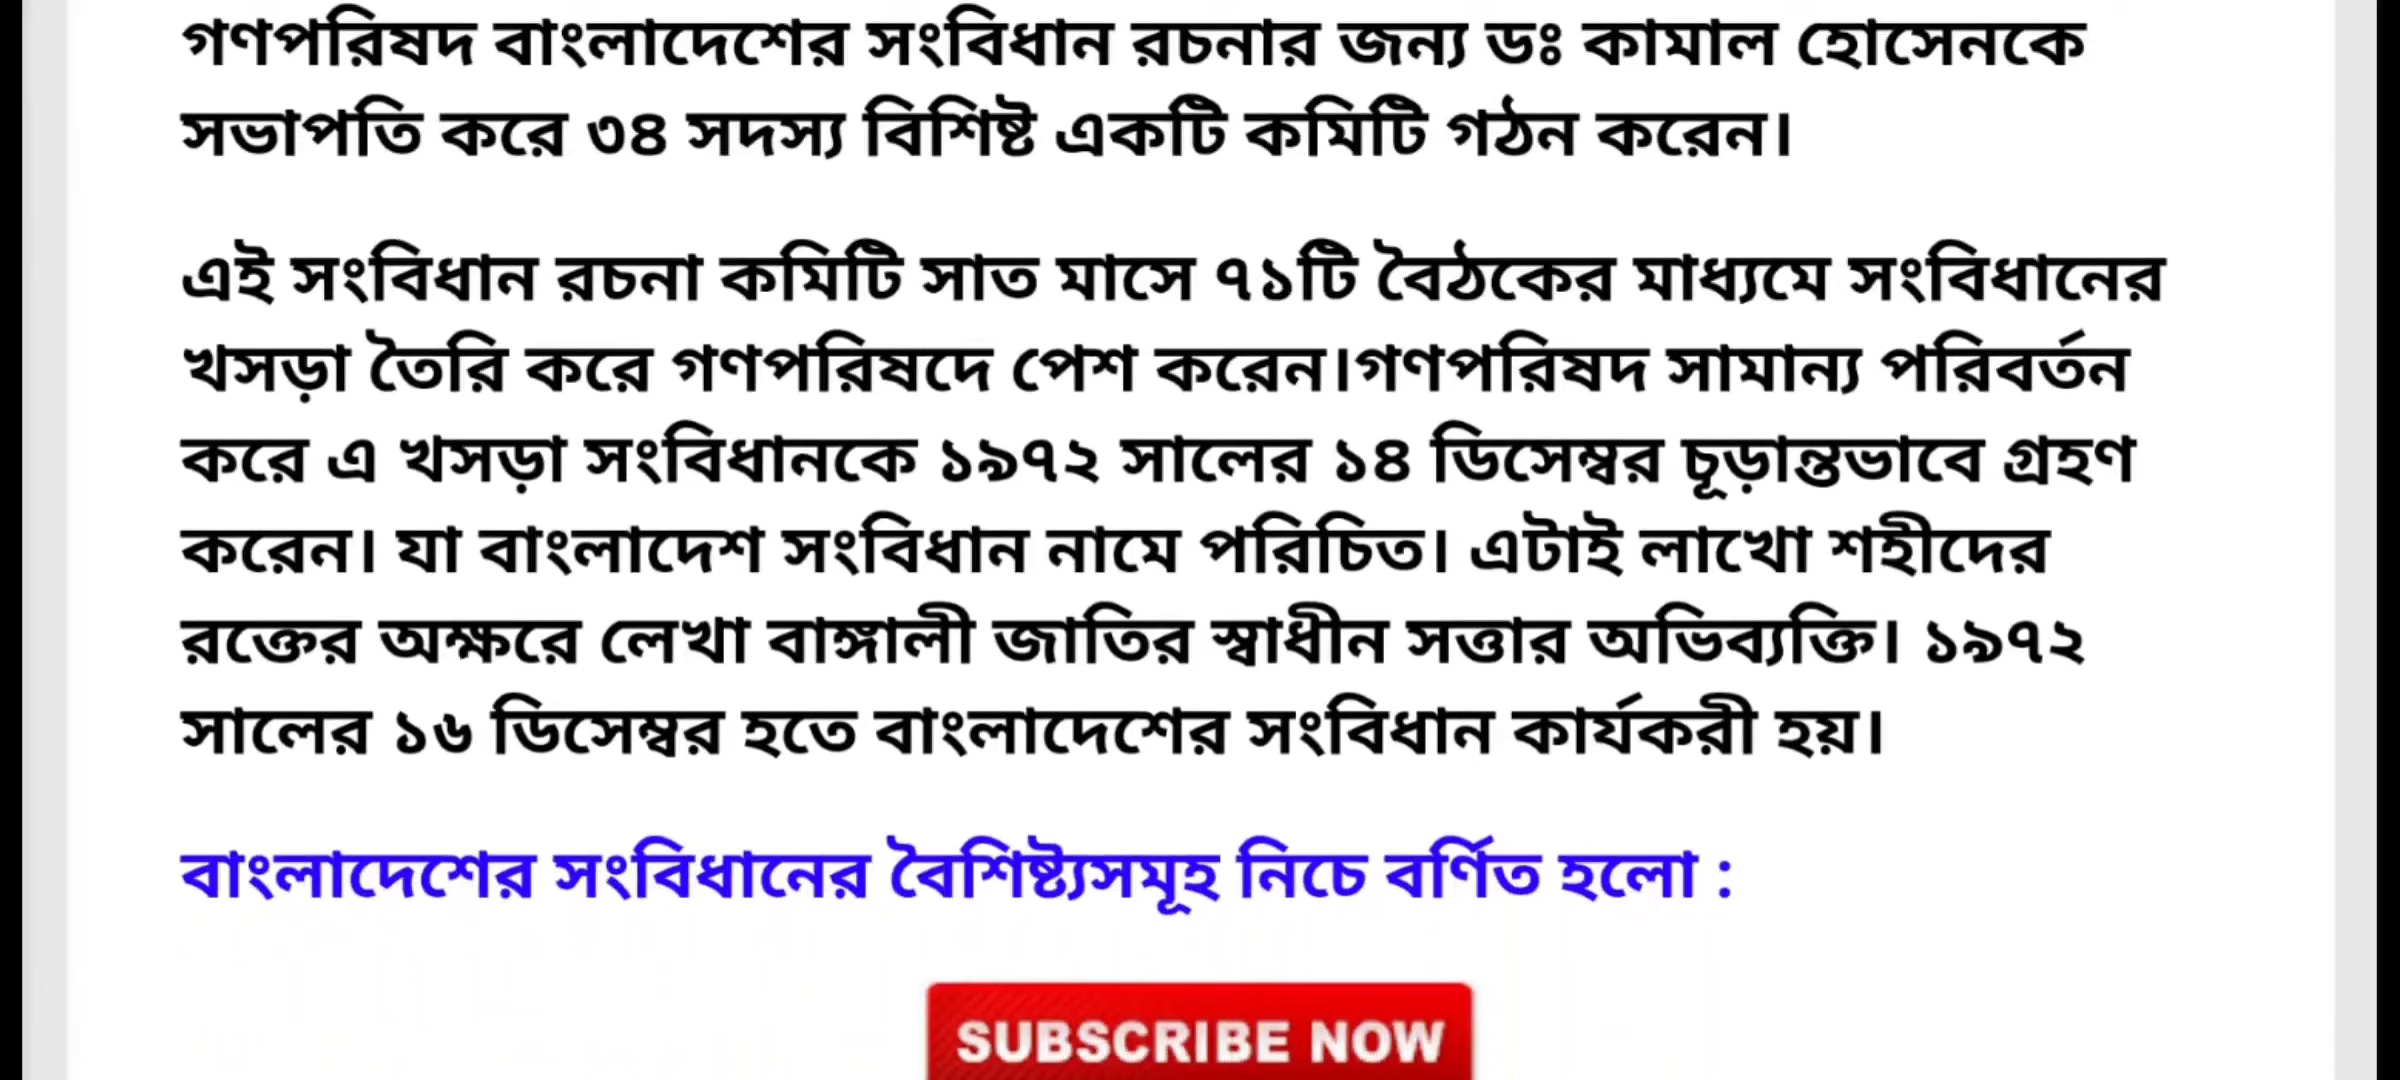 গণপরিষদ বাংলাদেশের সংবিধান রচনার জন্য ডঃ কামাল হোসেনকে
সভাপতি করে ৩৪ সদস্য বিশিষ্ট একটি কমিটি গঠন করেন।
এই সংবিধান রচনা কমিটি সাত মাসে ৭১টি বৈঠকের মাধ্যমে সংবিধানের
খসড়া তৈরি করে গণপরিষদে পেশ করেন।গণপরিষদ সামান্য পরিবর্তন
করে এ খসড়া সংবিধানকে ১৯৭২ সালের ১৪ ডিসেম্বর চূড়ান্তভাবে গ্রহণ
করেন। যা বাংলাদেশ সংবিধান নামে পরিচিত। এটাই লাখো শহীদের
রক্তের অক্ষরে লেখা বাঙ্গালী জাতির স্বাধীন সত্তার অভিব্যক্তি। ১৯৭২
সালের ১৬ ডিসেম্বর হতে বাংলাদেশের সংবিধান কার্যকরী হয়।
বাংলাদেশের সংবিধানের বৈশিষ্ট্যসমূহ নিচে বর্ণিত হলো :
SUBSCRIBE NOW